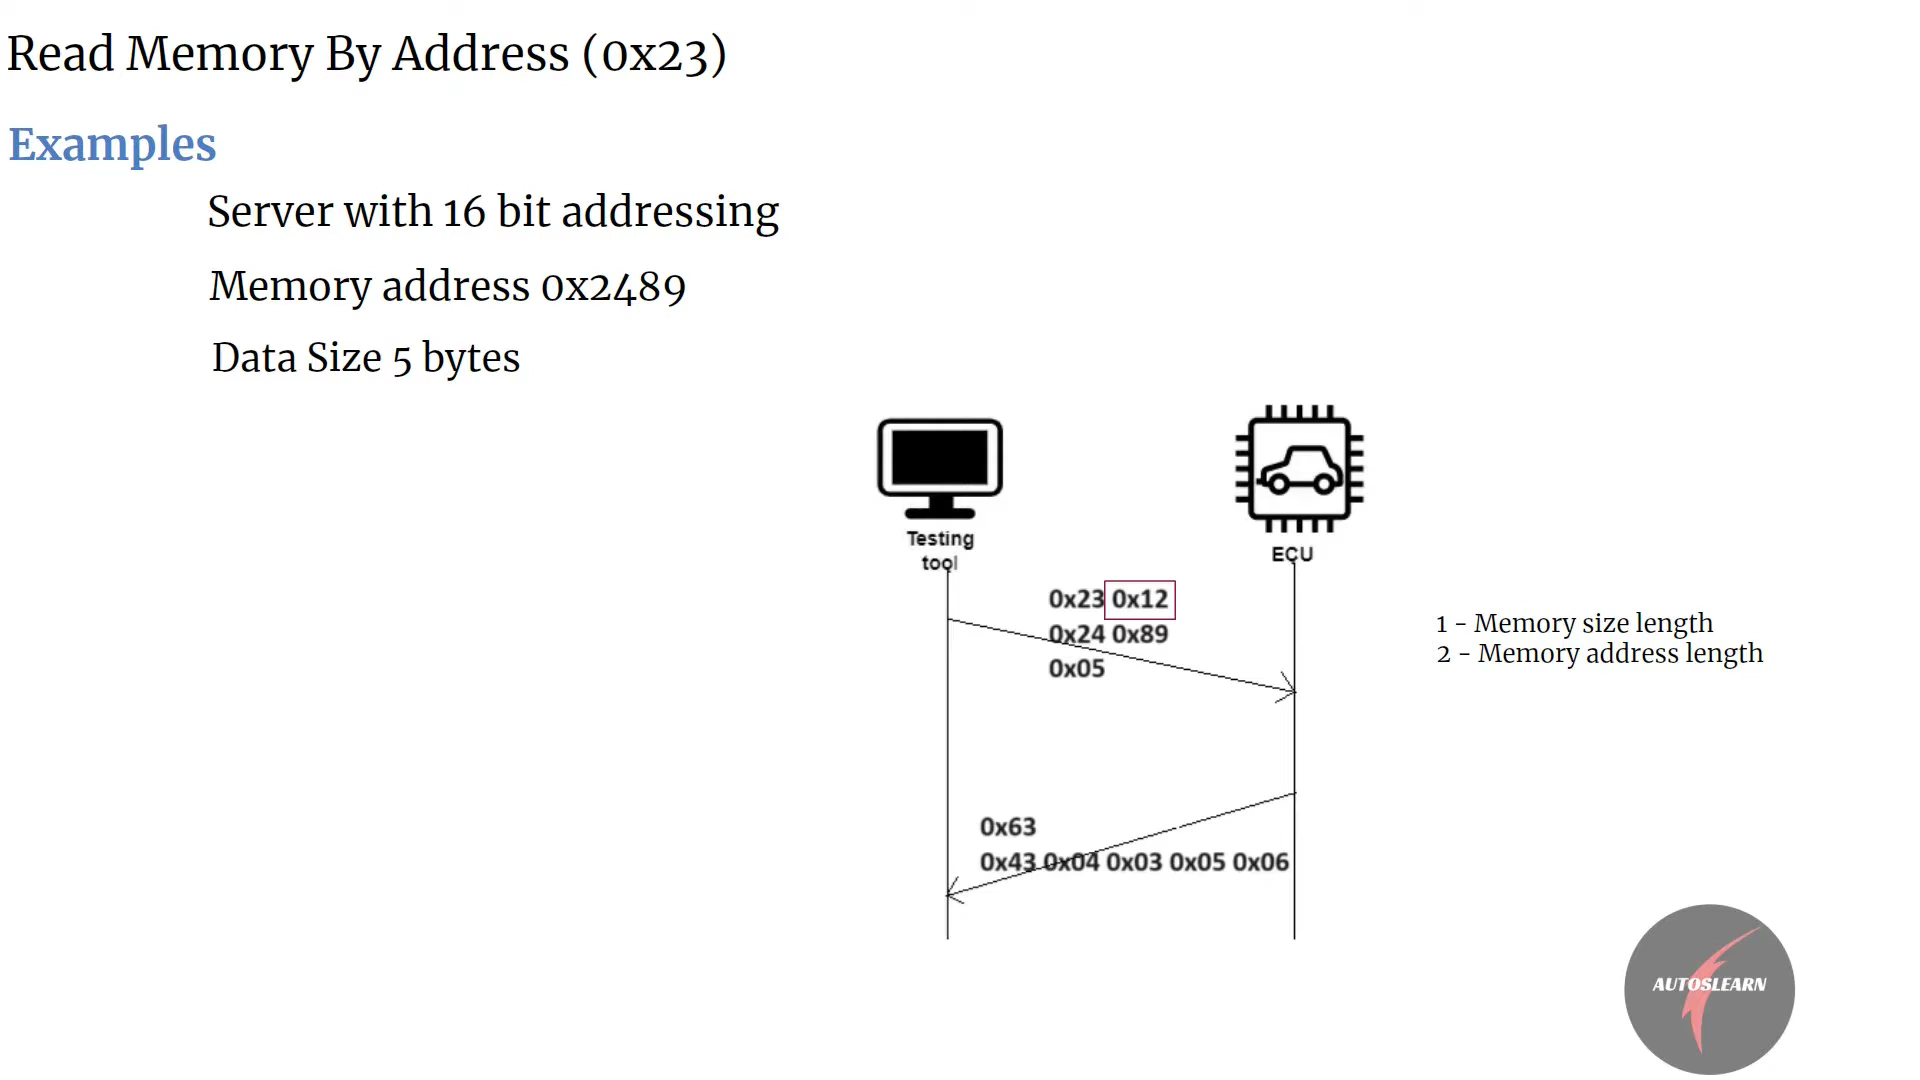 Read Memory By Address (0x23)
Examples
Server with 16 bit addressing
Memory address 0x2489
Data Size 5 bytes
Testing
tool
ECU
0x23 0x12
0x24 0x89
0x05
1 - Memory size length
2 - Memory address length
0x63
0x43 0x04 0x03 0x05 0x06
AUTOSLEARN